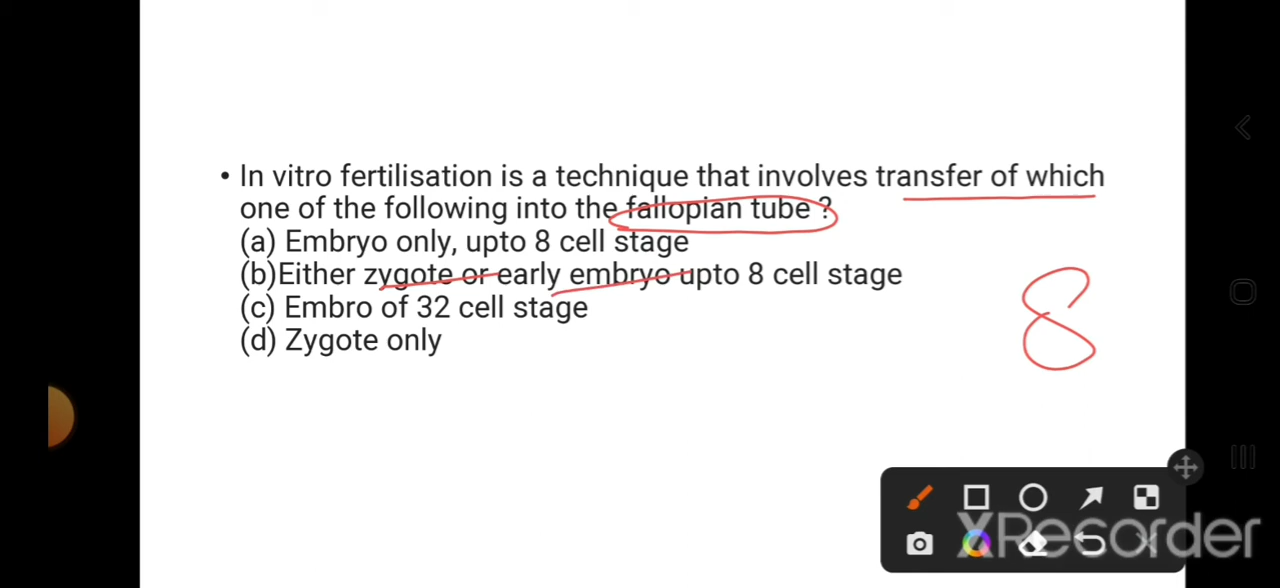 • In vitro fertilisation is a technique that involves transfer of which
one of the following into the fallopian tube ?
(a) Embryo only, upto 8 cell stage
(b)Either zygote or early embryo upto 8 cell stage
(c) Embro of 32 cell stage
(d) Zygote only
8
XRecorder